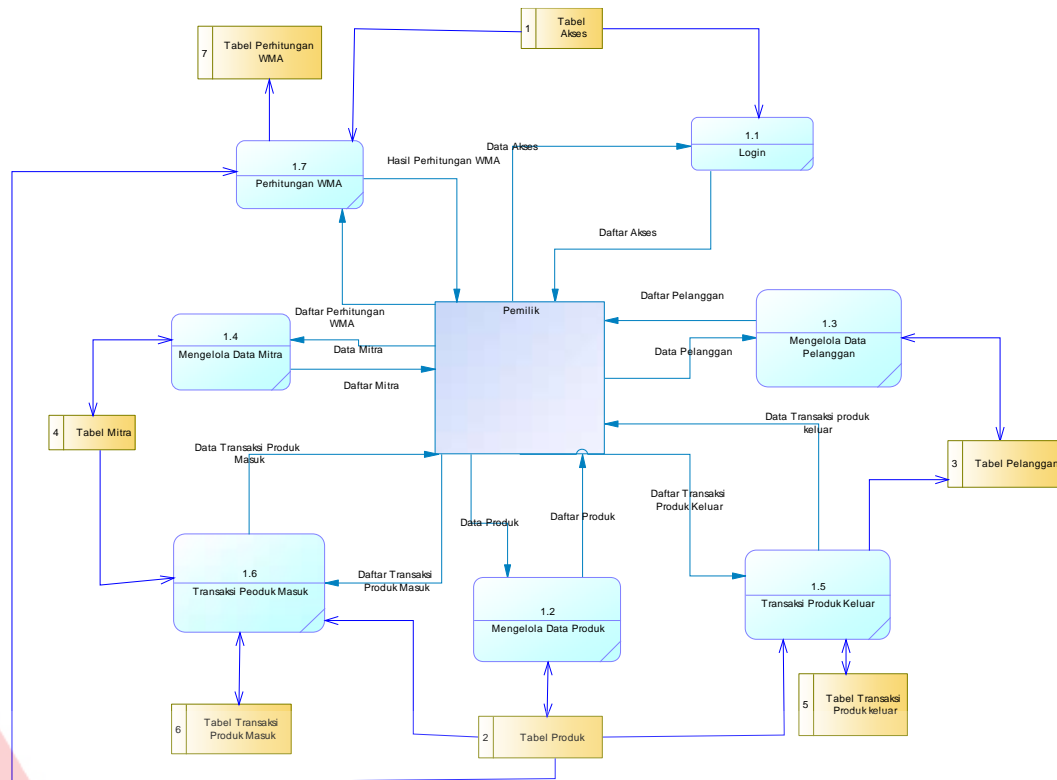 1
Tabel
Akses
7
Tabel Perhitungan
WMA
1.1
Login
Data Akses
Hasil Perhitungan WMA
1.7
Perhitungan WMA
Daftar Akses
Daftar Perhitungan
WMA
Pemilik
Daftar Pelanggan
1.3
Mengelola Data
Pelanggan
1.4
Mengelola Data Mitra
Data Mitra
Daftar Mitra
Data Pelanggan
4
Tabel Mitra
Data Transaksi Produk
Masuk
Data Transaksi produk
keluar
3
Tabel Pelanggan
Daftar Transaksi
Produk Keluar
Data Produk
Daftar Produk
1.6
Transaksi Peoduk Masuk
Daftar Transaksi
Produk Masuk
1.2
Mengelola Data Produk
1.5
Transaksi Produk Keluar
6
Tabel Transaksi
Produk Masuk
2
Tabel Produk
5
Tabel Transaksi
Produk keluar